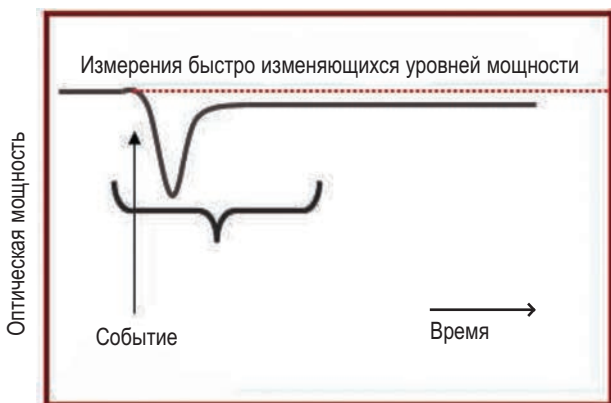 Измерения быстро изменяющихся уровней мощности
Оптическая мощность
Событие
Время